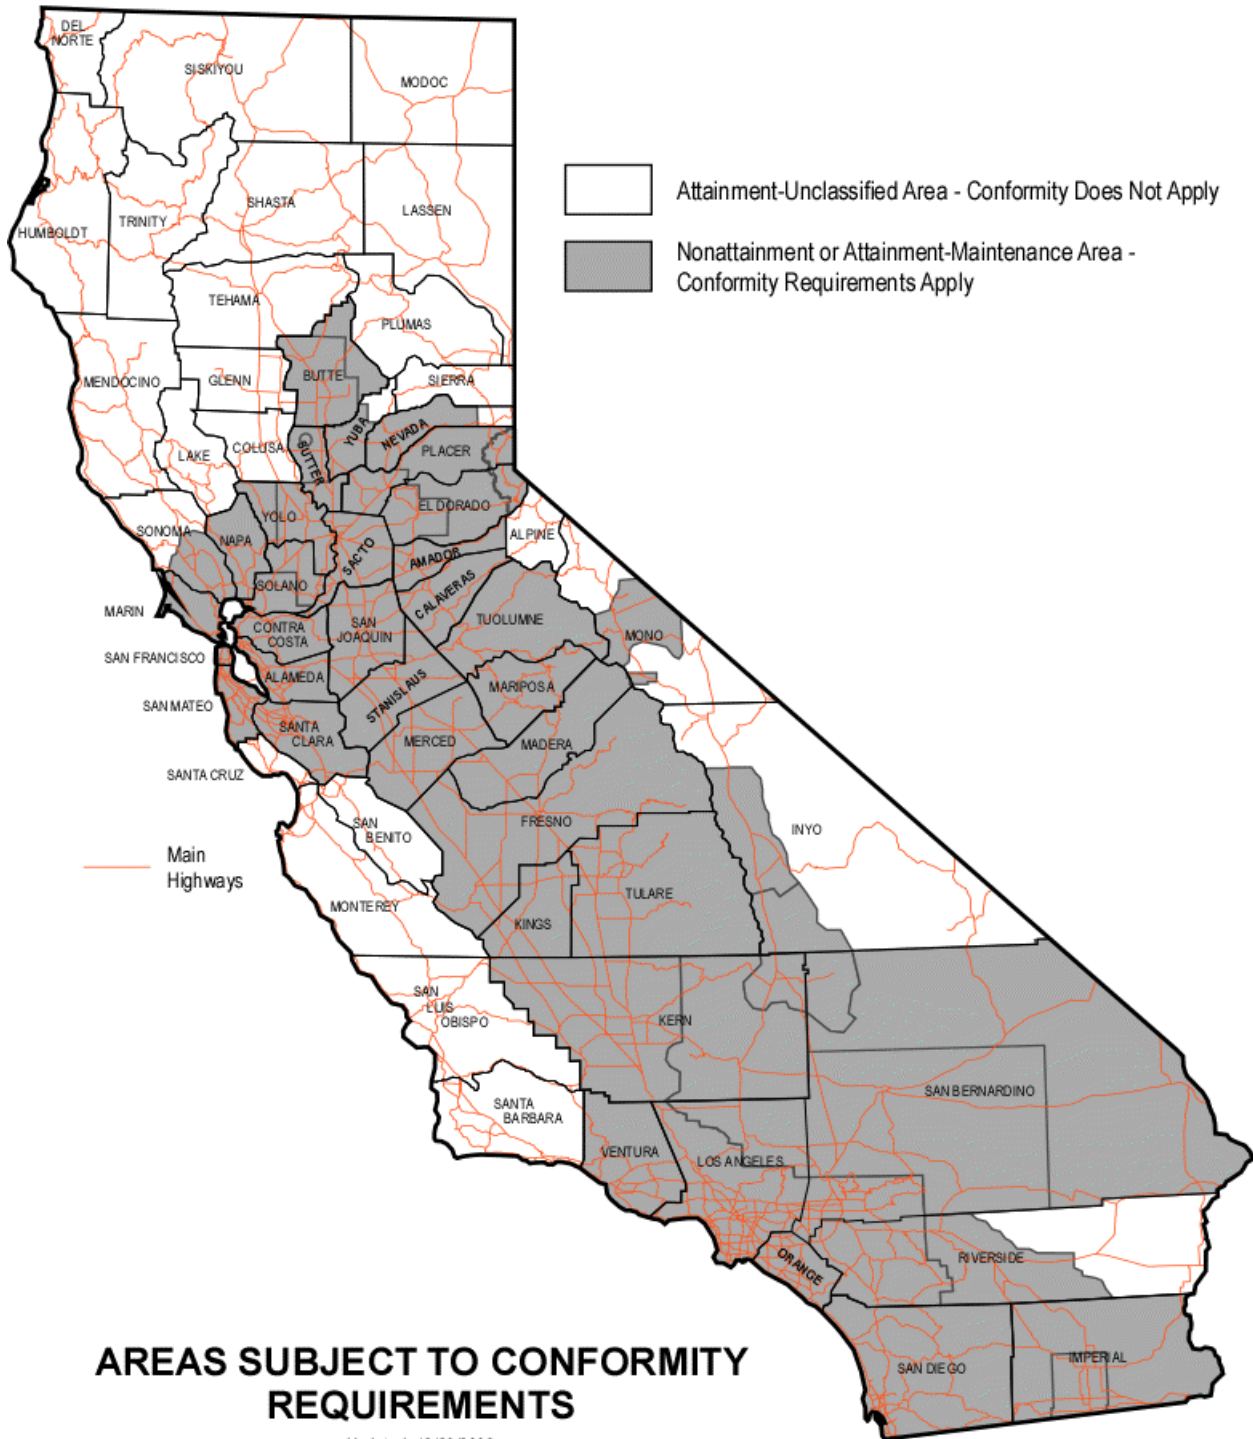 DEL
NORTE
SISKIYOU
MODOC
HUMBOLDT
TRINITY
SHASTA
LASSEN
Attainment-Unclassified Area - Conformity Does Not Apply
Nonattainment or Attainment-Maintenance Area -
Conformity Requirements Apply
TEHAMA
PLUMAS
MENDOCINO
GLENN
BUTTE
SIERRA
LAKE
COLUSA
SUTTER
YUBA
NEVADA
PLACER
SONOMA
NAPA
YOLO
EL DORADO
SOLANO
SAC'TO
AMADOR
ALPINE
MARIN
CONTRA
COSTA
SAN
JOAQUIN
CALAVERAS
TUOLUMNE
MONO
SAN FRANCISCO
ALAMEDA
STANISLAUS
MARIPOSA
SAN MATEO
SANTA
CLARA
MERCED
MADERA
SANTA CRUZ
SAN
BENITO
FRESNO
INYO
Main
Highways
MONTEREY
KINGS
TULARE
SAN
LUIS
OBISPO
KERN
SANTA
BARBARA
SAN BERNARDINO
VENTURA
LOS ANGELES
ORANGE
RIVERSIDE
SAN DIEGO
IMPERIAL
AREAS SUBJECT TO CONFORMITY
REQUIREMENTS